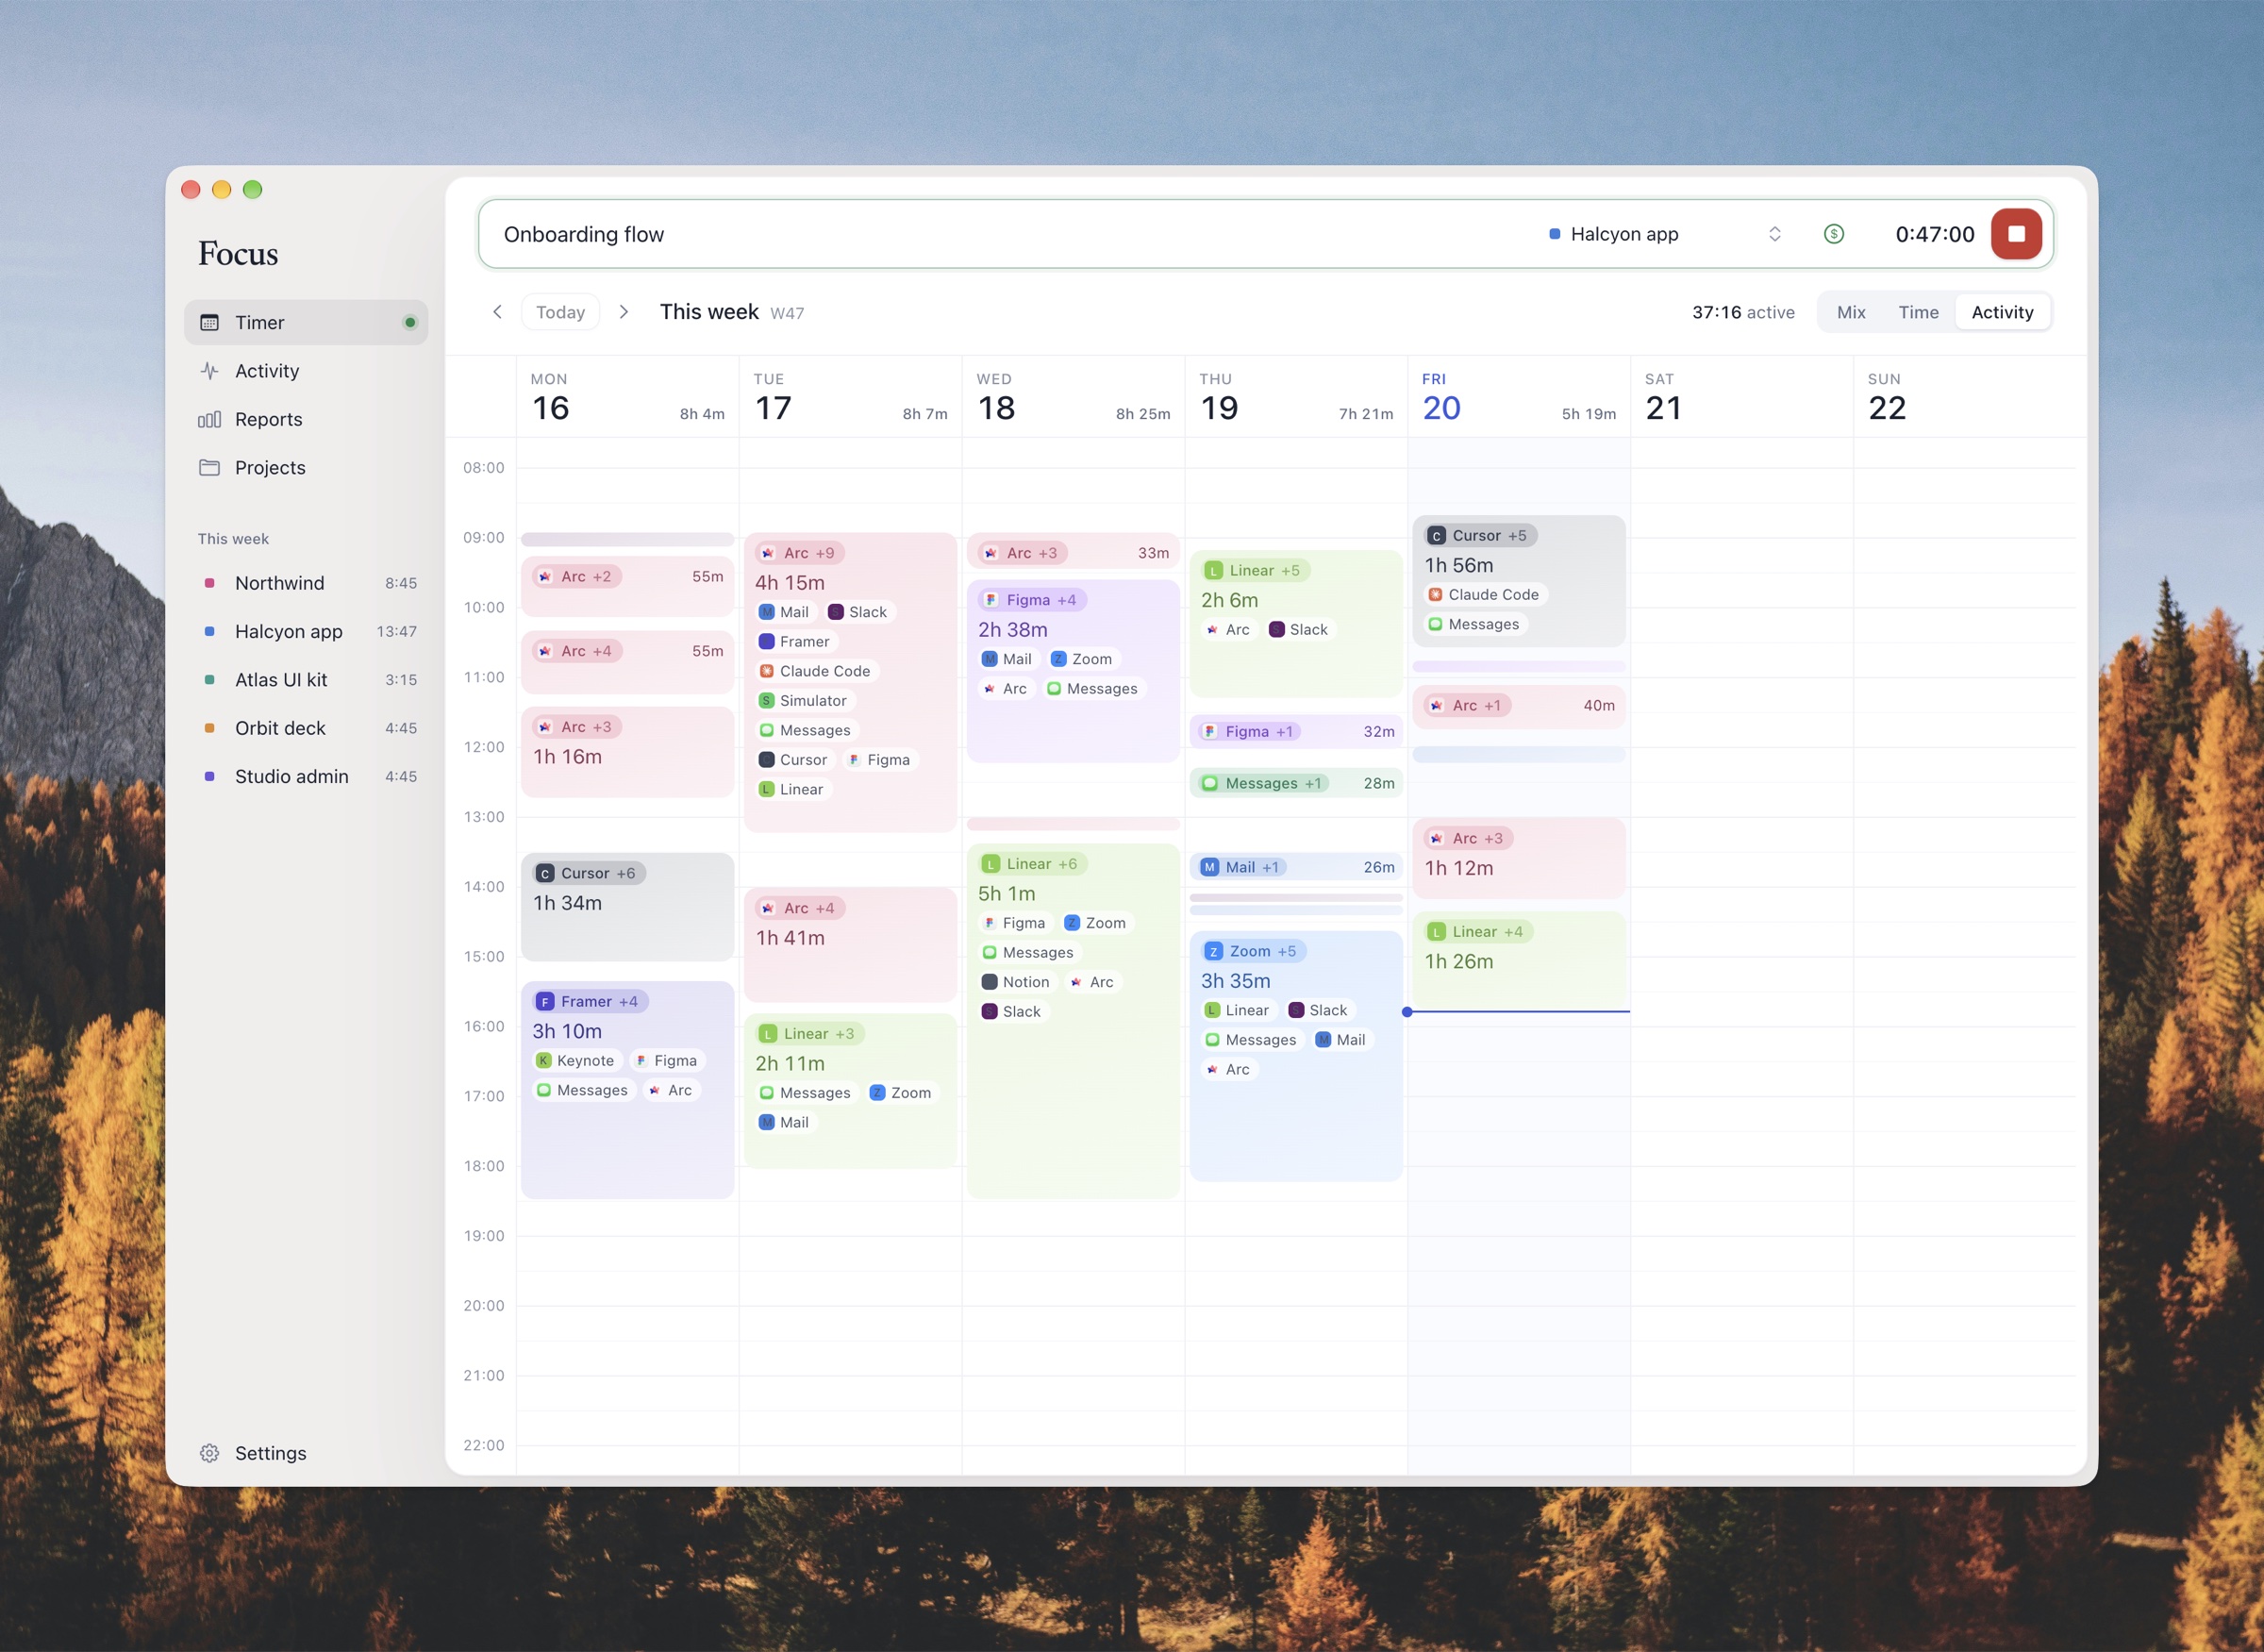 Focus
Timer
Activity
Reports
Projects
This week
Northwind 8:45
Halcyon app 13:47
Atlas UI kit 3:15
Orbit deck 4:45
Studio admin 4:45
Settings
Onboarding flow Halcyon app $ 0:47:00
Today This week W47 37:16 active Mix Time Activity
MON TUE WED THU FRI SAT SUN
16 8h 4m 17 8h 7m 18 8h 25m 19 7h 21m 20 5h 19m 21 22
08:00
09:00
10:00
11:00
12:00
13:00
14:00
15:00
16:00
17:00
18:00
19:00
20:00
21:00
22:00
Arc +2 55m
Arc +4 55m
Arc +3
1h 16m
C Cursor +6
1h 34m
F Framer +4
3h 10m
K Keynote Figma
Messages Arc
Arc +9
4h 15m
M Mail S Slack
Framer
Claude Code
S Simulator
Messages
Cursor Figma
L Linear
Arc +4
1h 41m
L Linear +3
2h 11m
Messages Z Zoom
M Mail
Arc +3 33m
Figma +4
2h 38m
M Mail Z Zoom
Arc Messages
L Linear +6
5h 1m
Figma Z Zoom
Messages
Notion Arc
S Slack
L Linear +5
2h 6m
Arc S Slack
Figma +1 32m
Messages +1 28m
M Mail +1 26m
Z Zoom +5
3h 35m
L Linear S Slack
Messages M Mail
Arc
C Cursor +5
1h 56m
Claude Code
Messages
Arc +1 40m
Arc +3
1h 12m
L Linear +4
1h 26m